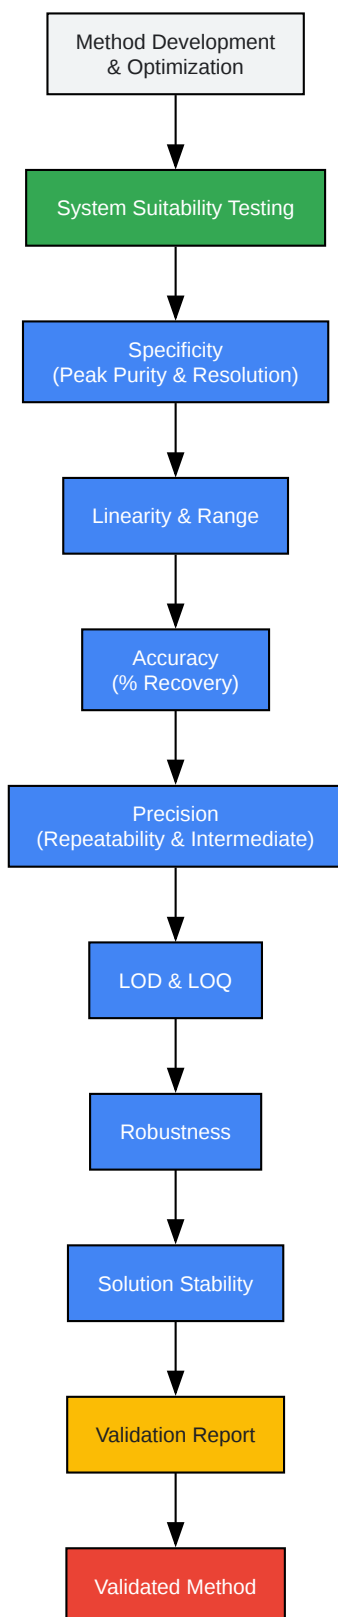 Method Development
& Optimization
System Suitability Testing
Specificity
(Peak Purity & Resolution)
Linearity & Range
Accuracy
(% Recovery)
Precision
(Repeatability & Intermediate)
LOD & LOQ
Robustness
Solution Stability
Validation Report
Validated Method